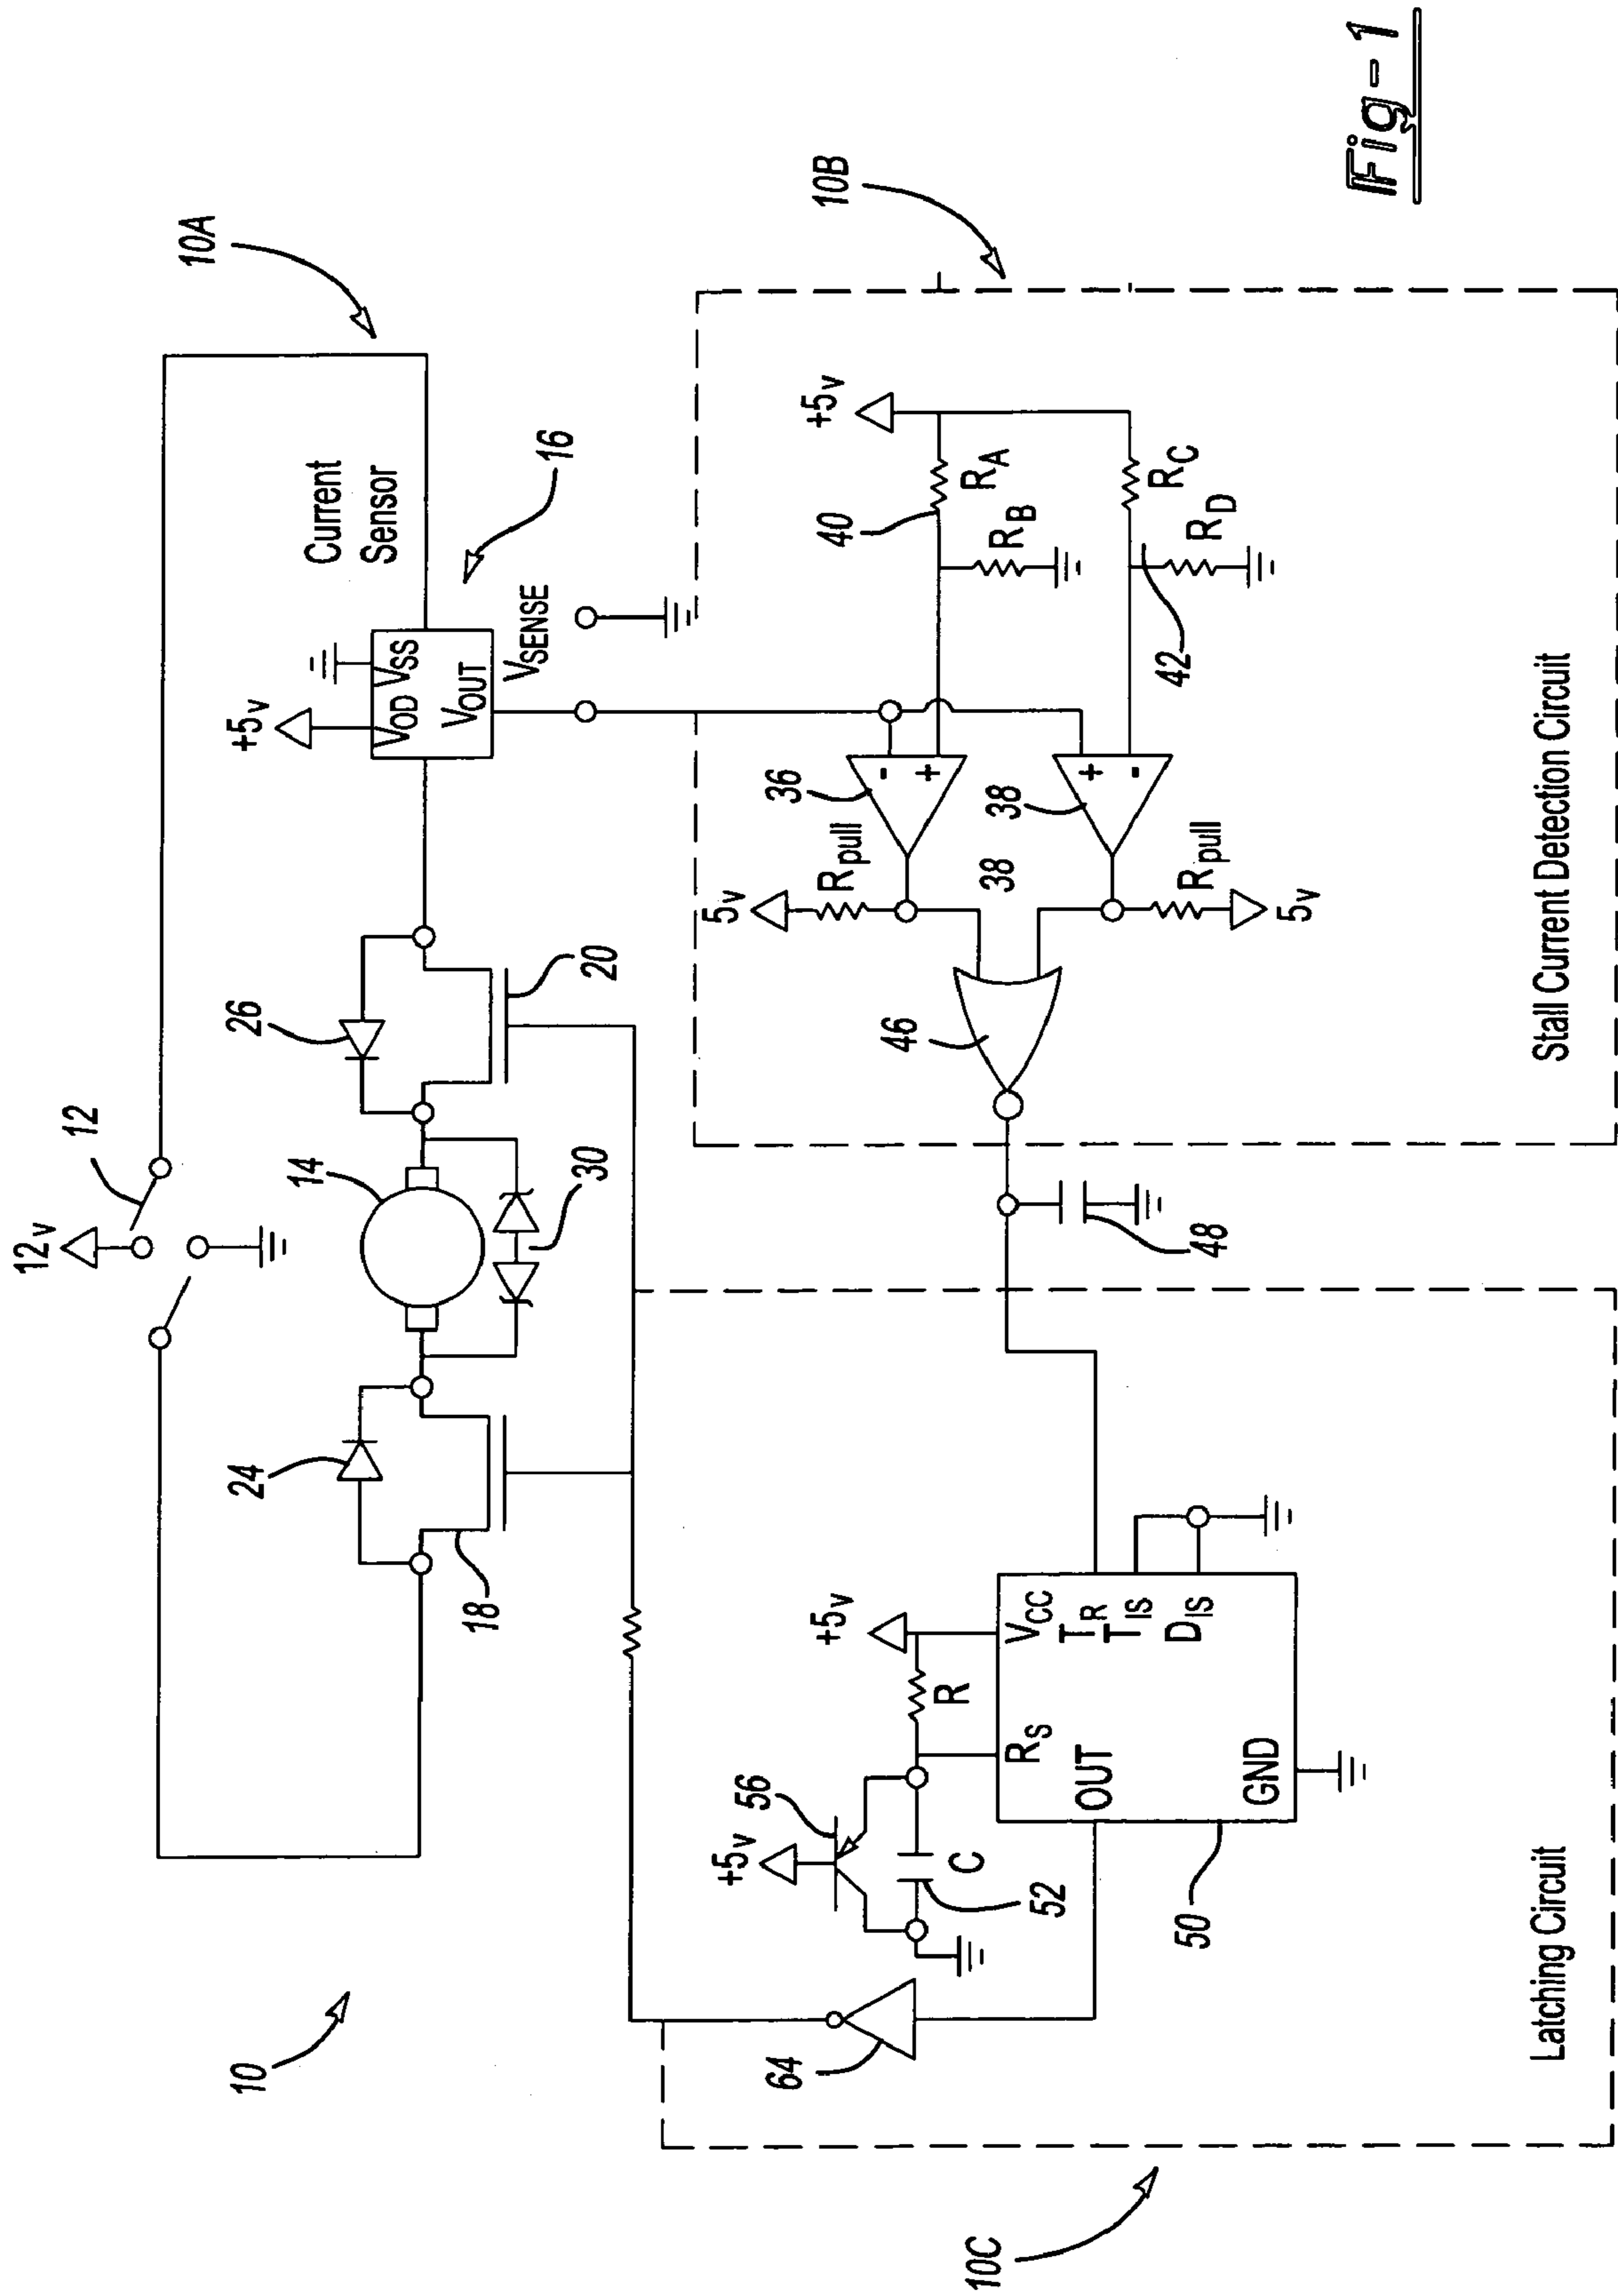 10
10A
12v
12
Current
Sensor
14
24
26
+5v
VOD
VSS
VOUT
16
VSENSE
18
30
20
10B
10C
64
+5v
56
52
C
R
+5v
RS
VCC
OUT
TR
TIS
DIS
GND
50
Latching Circuit
48
46
5v
Rpull
36
-
+
40
RA
+5v
RB
38
38
+
-
42
RC
RD
Rpull
5v
Stall Current Detection Circuit
Fig-1